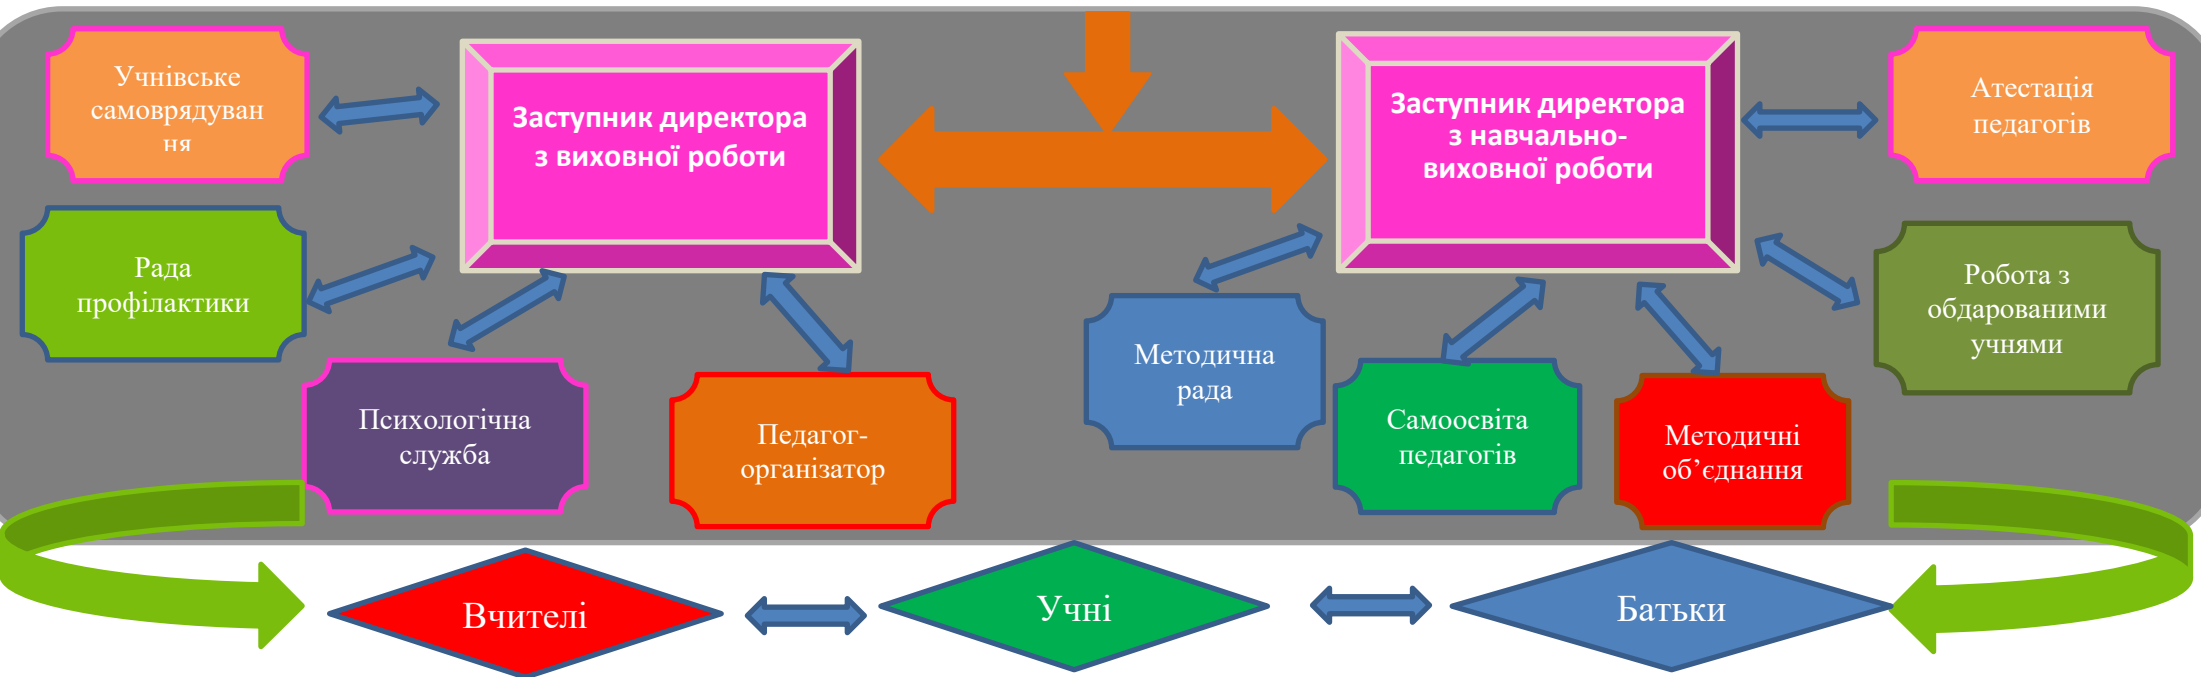 Учнівське
самоврядуван
ня
Заступник директора
з виховної роботи
Заступник директора
з навчально-
виховної роботи
Атестація
педагогів
Рада
профілактики
Робота з
обдарованими
учнями
Методична
рада
Психологічна
служба
Педагог-
організатор
Самоосвіта
педагогів
Методичні
об’єднання
Вчителі
Учні
Батьки